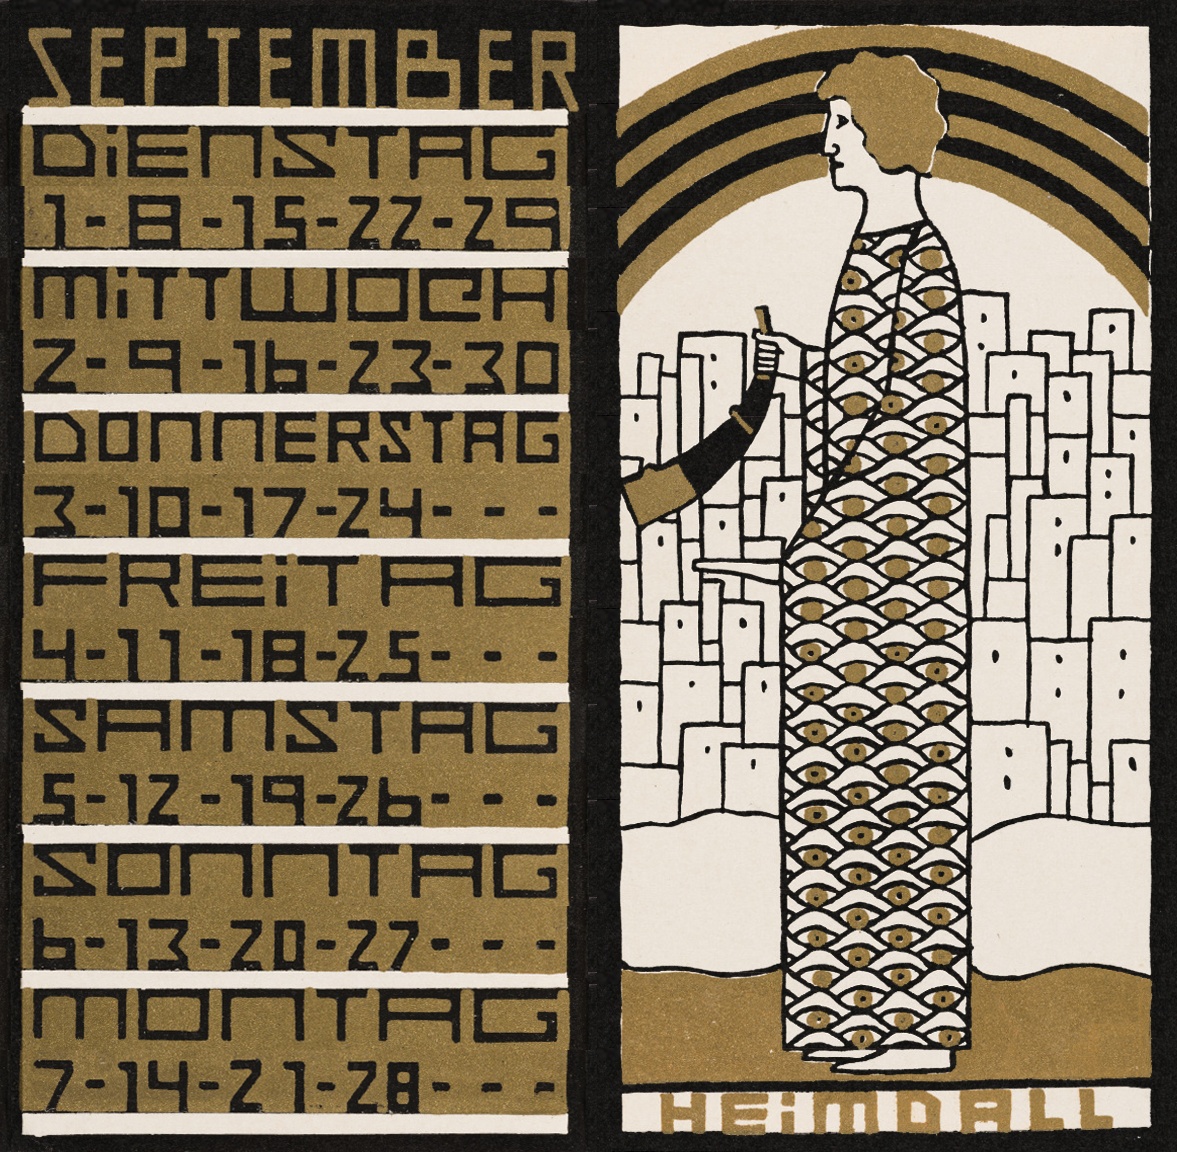 SEPTEMBER
DiENSTAG
1-8-15-22-29
MiTTWOCH
2-9-16-23-30
DONNERSTAG
3-10-17-24- - -
FREiTAG
4-11-18-25- - -
SAMSTAG
5-12-19-26- - -
SONNTAG
6-13-20-27- - -
MONTAG
7-14-21-28- - -
HEiMDALL